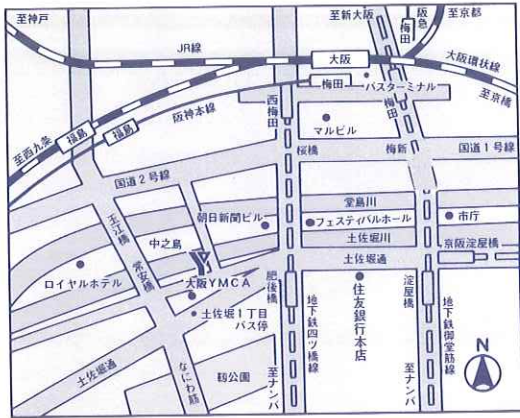 至神戸
至新大阪
阪急
梅田
至京都
JR線
大阪
大阪環状線
梅田
バスターミナル
至京橋
阪神本線
西梅田
梅田
マルビル
福島
福島
至西九条
桜橋
梅新
国道1号線
国道2号線
玉江橋
朝日新聞ビル
堂島川
フェスティバルホール
市庁
中之島
土佐堀川
京阪淀屋橋
常安橋
土佐堀通
ロイヤルホテル
大阪YMCA
肥後橋
淀屋橋
土佐堀1丁目
バス停
住友銀行本店
地下鉄四ツ橋線
地下鉄御堂筋線
N
土佐堀通
なにわ筋
靱公園
至ナンバ
至ナンバ